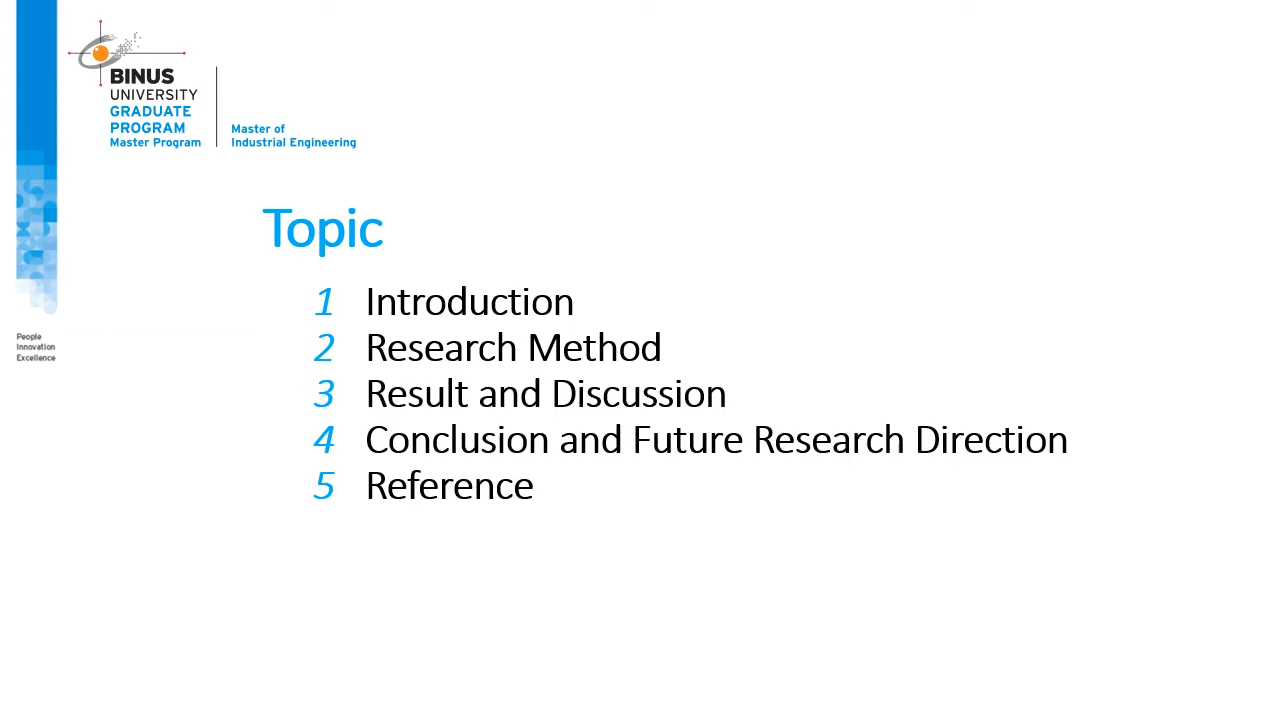 BINUS
UNIVERSITY
GRADUATE
PROGRAM
Master Program
Master of
Industrial Engineering
Topic
1 Introduction
2 Research Method
3 Result and Discussion
4 Conclusion and Future Research Direction
5 Reference
People
Innovation
Excellence